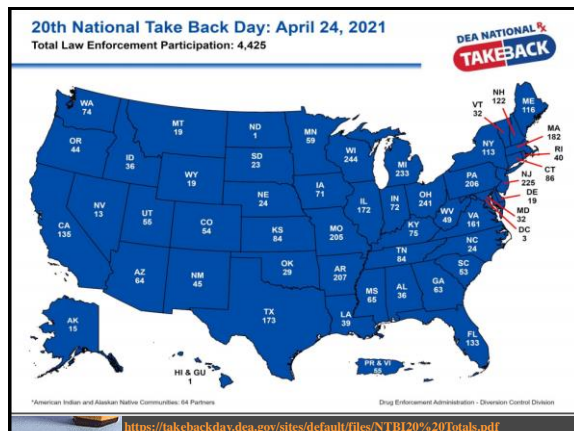 20th National Take Back Day: April 24, 2021
Total Law Enforcement Participation: 4,425
DEA NATIONAL Rx
TAKEBACK
WA
74
OR
44
CA
135
NV
13
ID
36
MT
19
WY
19
UT
55
AZ
64
CO
54
NM
45
ND
1
SD
23
NE
24
KS
84
OK
29
TX
173
MN
59
IA
71
MO
205
AR
207
LA
39
WI
244
IL
172
MI
233
IN
72
OH
241
KY
75
TN
84
MS
65
AL
36
GA
63
FL
133
SC
53
NC
24
VA
161
WV
49
PA
206
NY
113
VT
32
NH
122
ME
116
MA
182
RI
40
CT
86
NJ
225
DE
19
MD
32
DC
3
AK
15
HI & GU
1
PR & VI
55
*American Indian and Alaskan Native Communities: 64 Partners
Drug Enforcement Administration - Diversion Control Division
https://takebackday.dea.gov/sites/default/files/NTBI20%20Totals.pdf